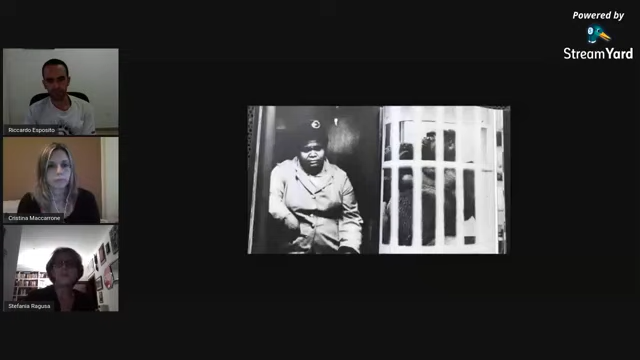 Powered by
StreamYard
Riccardo Esposito
Cristina Maccarrone
Stefania Ragusa